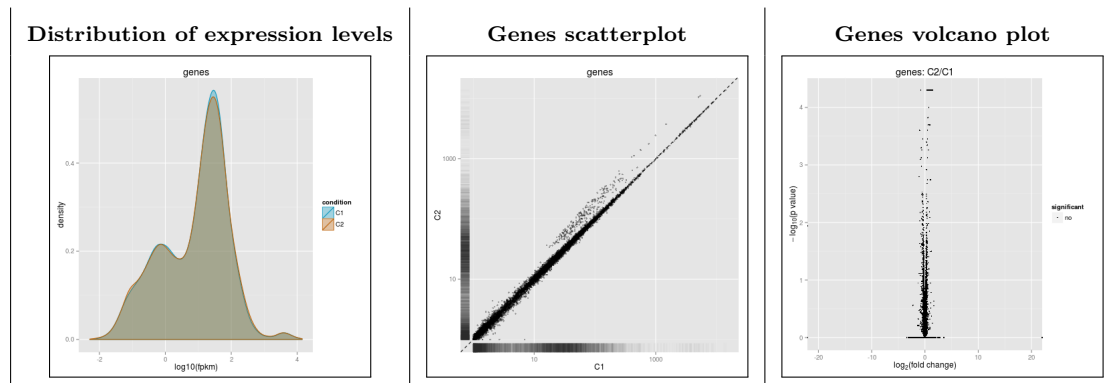 Distribution of expression levels
genes
density
0.4
0.2
0.0
-2
0
2
4
log10(fpkm)
condition
C1
C2
Genes scatterplot
genes
C2
1000
10
10
1000
C1
Genes volcano plot
genes: C2/C1
− log10(p value)
4
3
2
1
0
-20
-10
0
10
20
log2(fold change)
significant
no